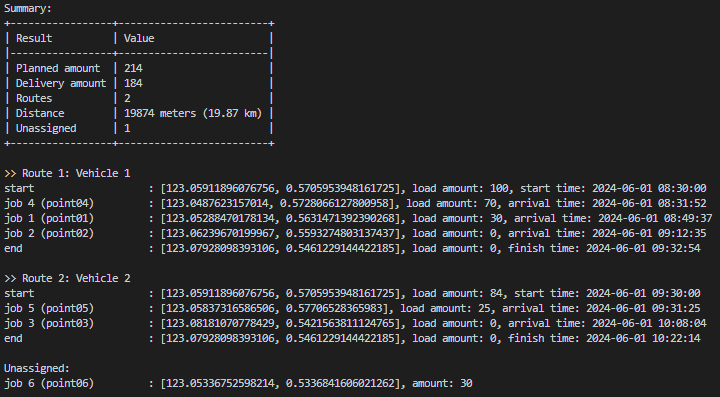 Summary:
+-----------------+-------------------------+
| Result          | Value                   |
|-----------------+-------------------------|
| Planned amount  | 214                     |
| Delivery amount | 184                     |
| Routes          | 2                       |
| Distance        | 19874 meters (19.87 km) |
| Unassigned      | 1                       |
+-----------------+-------------------------+
>> Route 1: Vehicle 1
start                  : [123.05911896076756, 0.5705953948161725], load amount: 100, start time: 2024-06-01 08:30:00
job 4 (point04)        : [123.0487623157014, 0.5728066127800958], load amount: 70, arrival time: 2024-06-01 08:31:52
job 1 (point01)        : [123.05288470178134, 0.5631471392390268], load amount: 30, arrival time: 2024-06-01 08:49:37
job 2 (point02)        : [123.06239670199967, 0.5593274803137437], load amount: 0, arrival time: 2024-06-01 09:12:35
end                    : [123.07928098393106, 0.5461229144422185], load amount: 0, finish time: 2024-06-01 09:32:54
>> Route 2: Vehicle 2
start                  : [123.05911896076756, 0.5705953948161725], load amount: 84, start time: 2024-06-01 09:30:00
job 5 (point05)        : [123.05837316586506, 0.57706528365983], load amount: 25, arrival time: 2024-06-01 09:31:25
job 3 (point03)        : [123.08181070778429, 0.5421563811124765], load amount: 0, arrival time: 2024-06-01 10:08:04
end                    : [123.07928098393106, 0.5461229144422185], load amount: 0, finish time: 2024-06-01 10:22:14
Unassigned:
job 6 (point06)        : [123.05336752598214, 0.5336841606021262], amount: 30